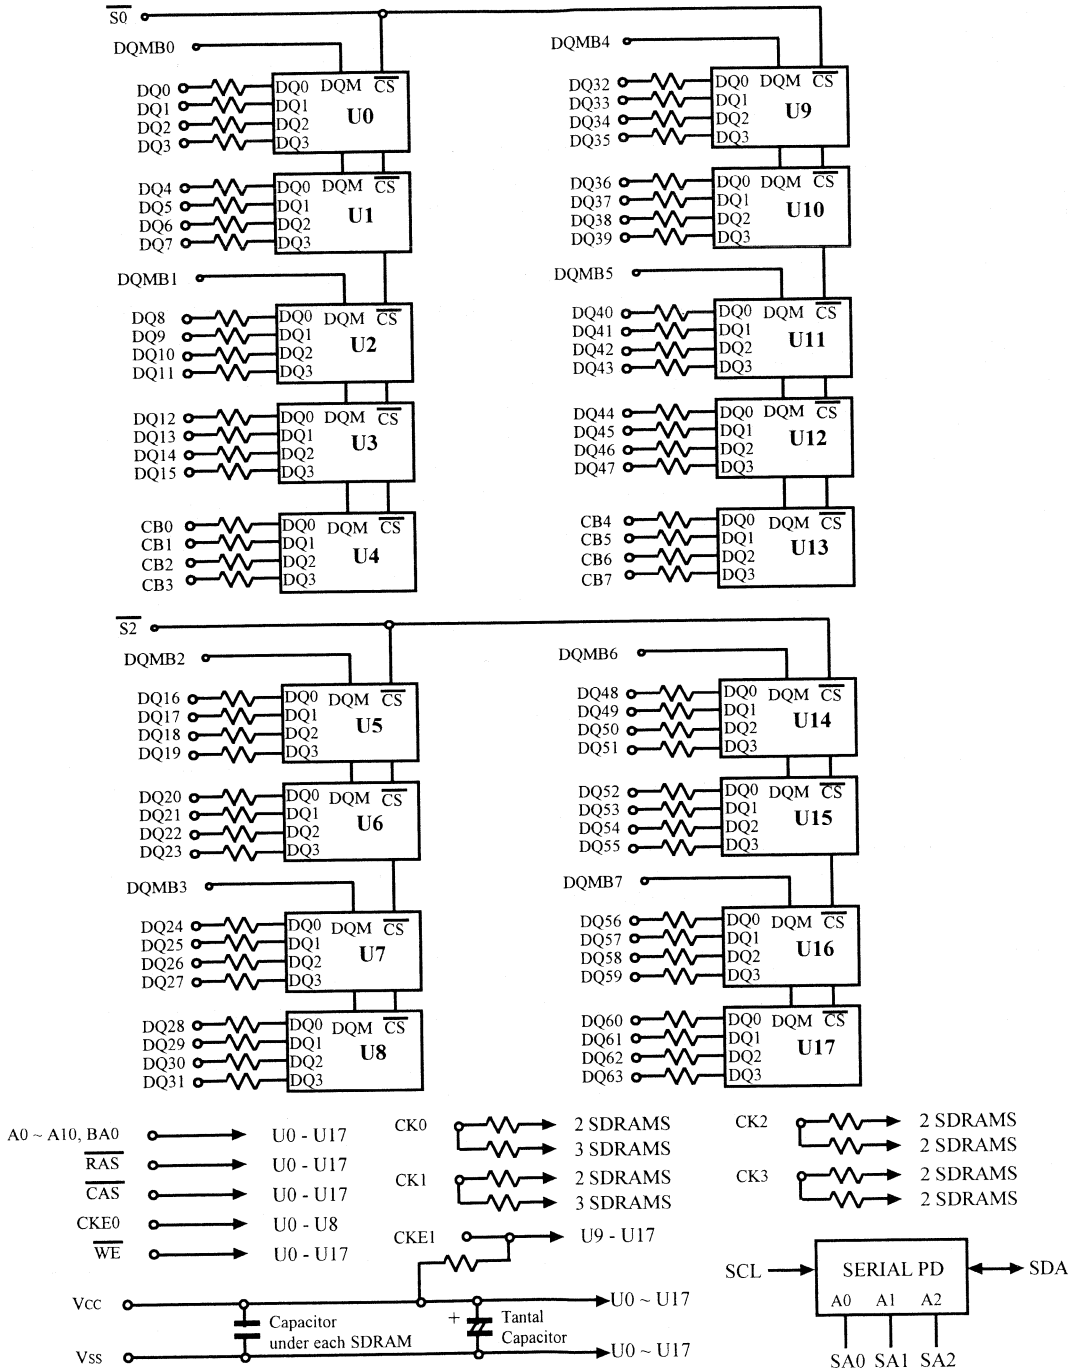 S0
DQMB0
DQ0 DQ0 DQM CS
DQ1 DQ1
DQ2 DQ2 U0
DQ3 DQ3
DQ4 DQ0 DQM CS
DQ5 DQ1
DQ6 DQ2 U1
DQ7 DQ3
DQMB1
DQ8 DQ0 DQM CS
DQ9 DQ1
DQ10 DQ2 U2
DQ11 DQ3
DQ12 DQ0 DQM CS
DQ13 DQ1
DQ14 DQ2 U3
DQ15 DQ3
CB0 DQ0 DQM CS
CB1 DQ1
CB2 DQ2 U4
CB3 DQ3
DQMB4
DQ32 DQ0 DQM CS
DQ33 DQ1
DQ34 DQ2 U9
DQ35 DQ3
DQ36 DQ0 DQM CS
DQ37 DQ1
DQ38 DQ2 U10
DQ39 DQ3
DQMB5
DQ40 DQ0 DQM CS
DQ41 DQ1
DQ42 DQ2 U11
DQ43 DQ3
DQ44 DQ0 DQM CS
DQ45 DQ1
DQ46 DQ2 U12
DQ47 DQ3
CB4 DQ0 DQM CS
CB5 DQ1
CB6 DQ2 U13
CB7 DQ3
S2
DQMB2
DQ16 DQ0 DQM CS
DQ17 DQ1
DQ18 DQ2 U5
DQ19 DQ3
DQ20 DQ0 DQM CS
DQ21 DQ1
DQ22 DQ2 U6
DQ23 DQ3
DQMB3
DQ24 DQ0 DQM CS
DQ25 DQ1
DQ26 DQ2 U7
DQ27 DQ3
DQ28 DQ0 DQM CS
DQ29 DQ1
DQ30 DQ2 U8
DQ31 DQ3
DQMB6
DQ48 DQ0 DQM CS
DQ49 DQ1
DQ50 DQ2 U14
DQ51 DQ3
DQ52 DQ0 DQM CS
DQ53 DQ1
DQ54 DQ2 U15
DQ55 DQ3
DQMB7
DQ56 DQ0 DQM CS
DQ57 DQ1
DQ58 DQ2 U16
DQ59 DQ3
DQ60 DQ0 DQM CS
DQ61 DQ1
DQ62 DQ2 U17
DQ63 DQ3
A0 ~ A10, BA0 U0 - U17
RAS U0 - U17
CAS U0 - U17
CKE0 U0 - U8
WE U0 - U17
CK0 2 SDRAMS
3 SDRAMS
CK1 2 SDRAMS
3 SDRAMS
CKE1 U9 - U17
CK2 2 SDRAMS
2 SDRAMS
CK3 2 SDRAMS
2 SDRAMS
Vcc U0 ~ U17
Capacitor
under each SDRAM
+ Tantal
Capacitor
Vss U0 ~ U17
SCL SERIAL PD SDA
A0 A1 A2
SA0 SA1 SA2